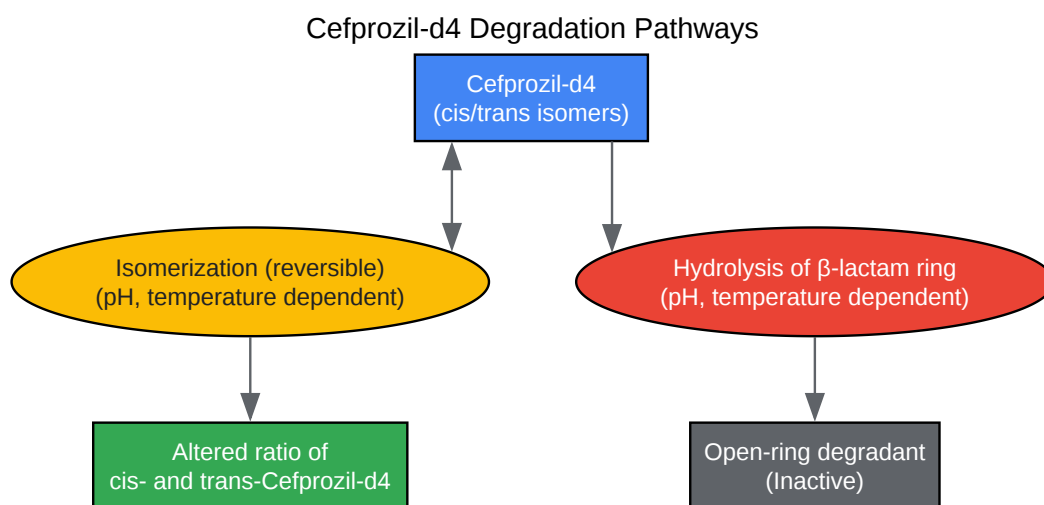 Cefprozil-d4 Degradation Pathways
Cefprozil-d4
(cis/trans isomers)
Isomerization (reversible)
(pH, temperature dependent)
Hydrolysis of β-lactam ring
(pH, temperature dependent)
Altered ratio of
cis- and trans-Cefprozil-d4
Open-ring degradant
(Inactive)